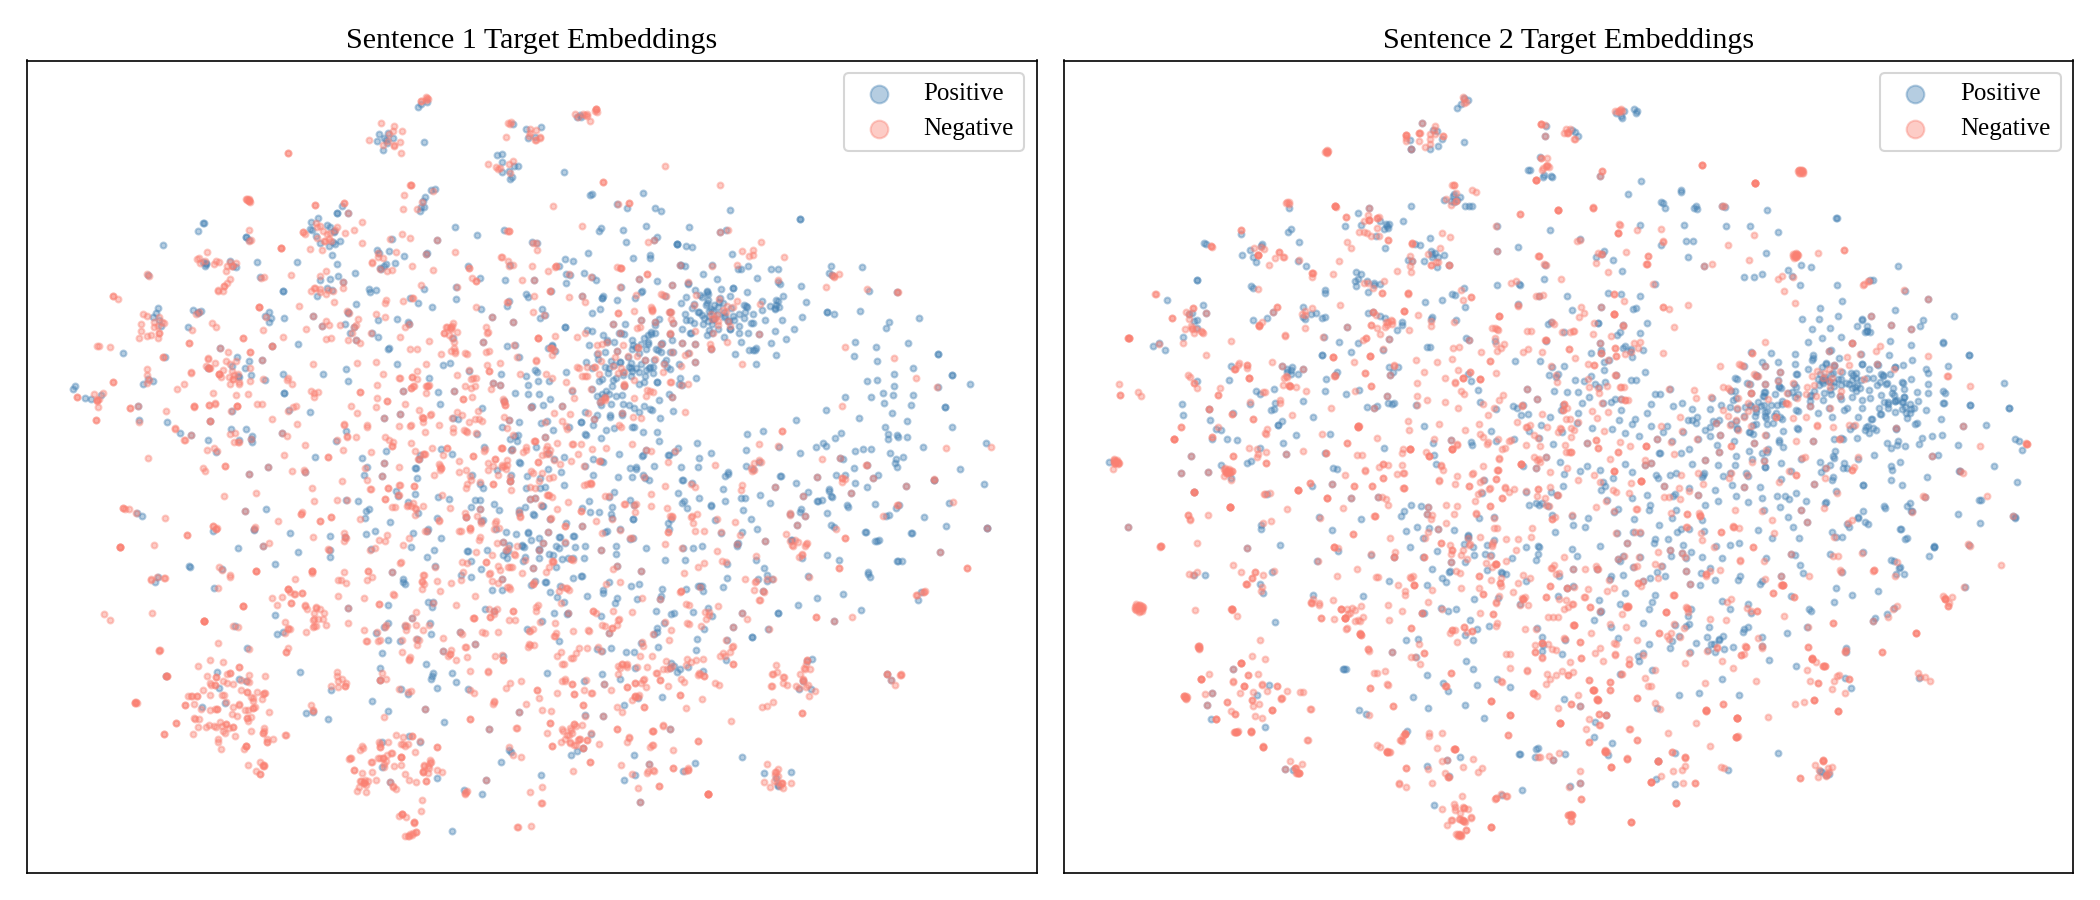 Sentence 1 Target Embeddings
Positive
Negative
Sentence 2 Target Embeddings
Positive
Negative